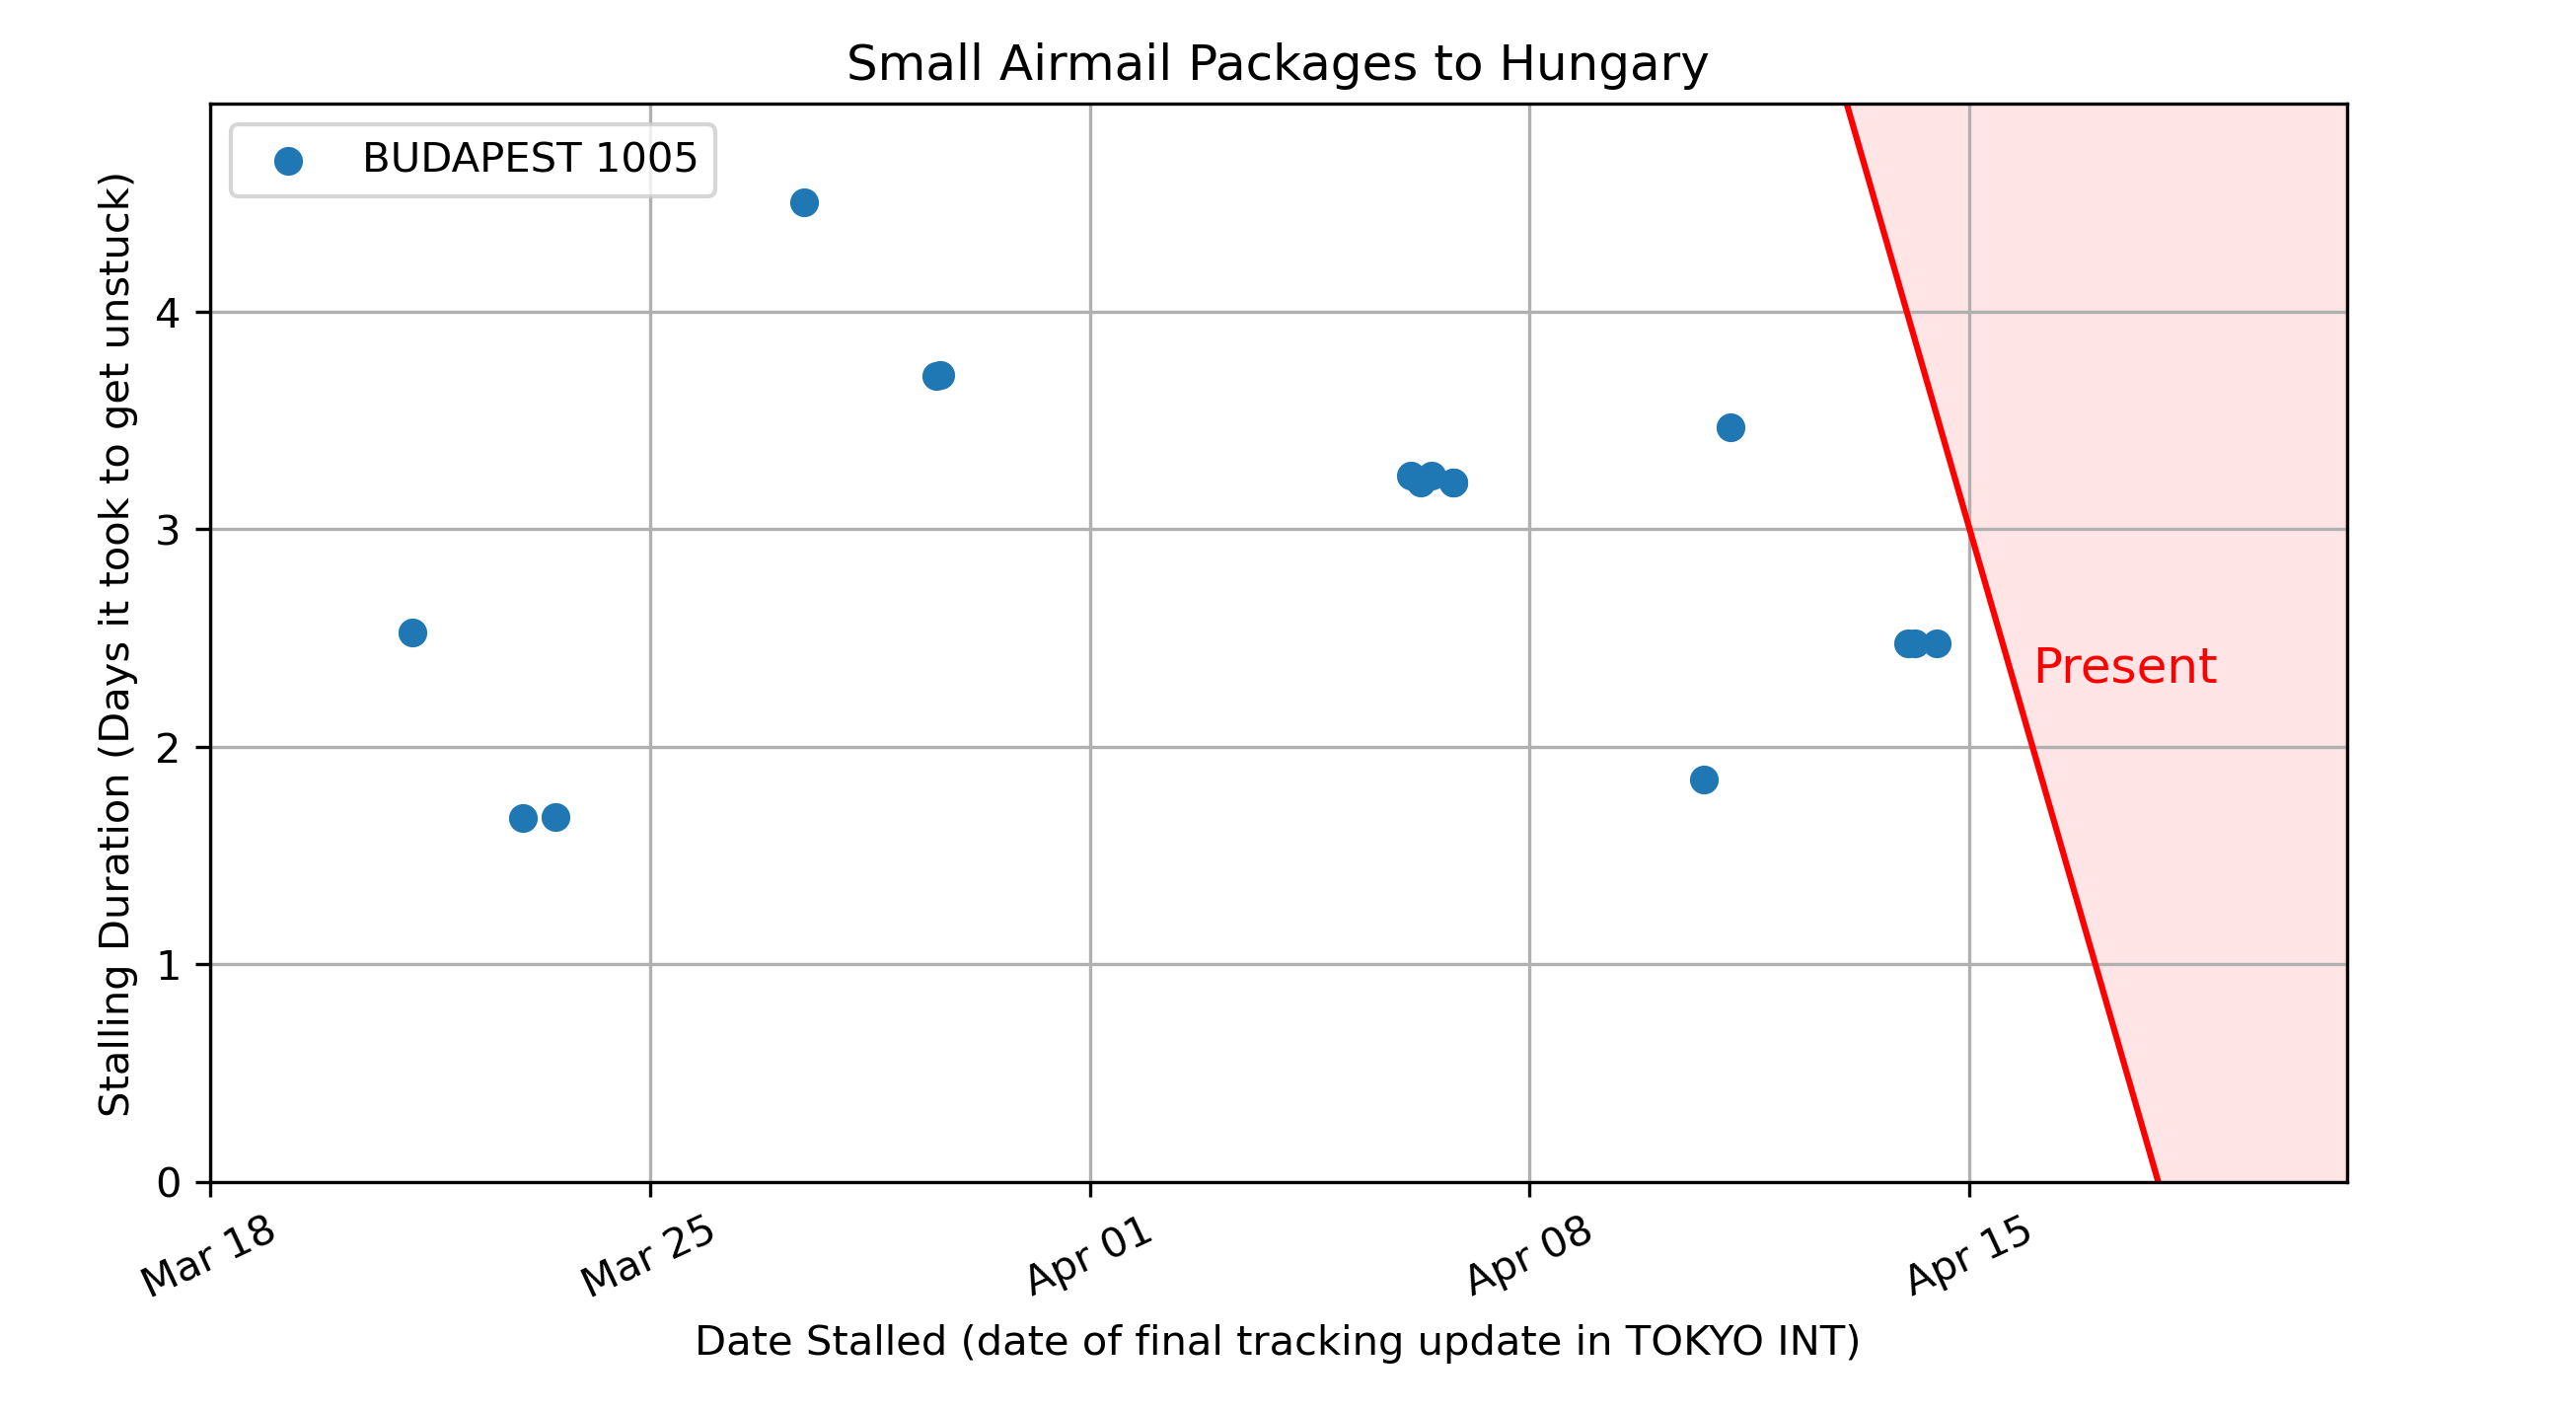 Small Airmail Packages to Hungary
BUDAPEST 1005
Stalling Duration (Days it took to get unstuck)
4
3
2
1
0
Present
Mar 18
Mar 25
Apr 01
Apr 08
Apr 15
Date Stalled (date of final tracking update in TOKYO INT)